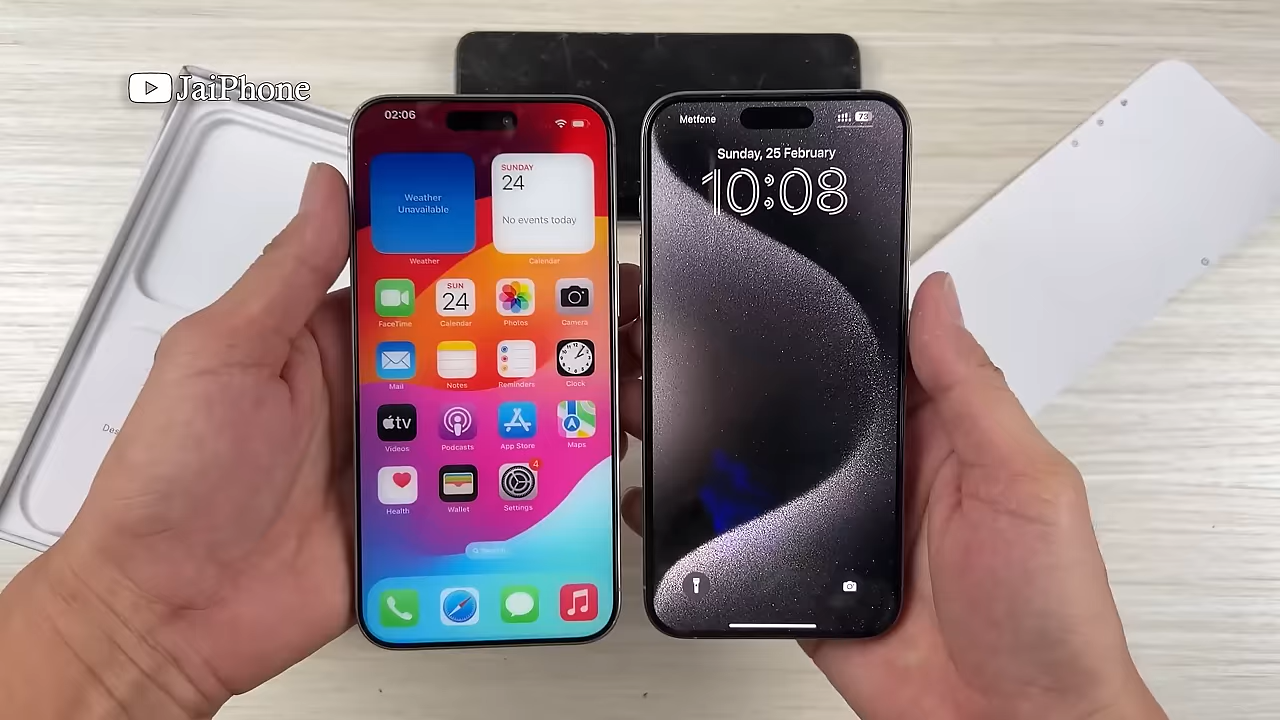 JaiPhone
02:06
Weather
Unavailable
Weather
SUNDAY
24
No events today
Calendar
FaceTime
SUN
24
Calendar
Photos
Camera
Mail
Notes
Reminders
Clock
tv
Videos
Podcasts
App Store
Maps
Health
Wallet
4
Settings
Metfone
73
Sunday, 25 February
10:08